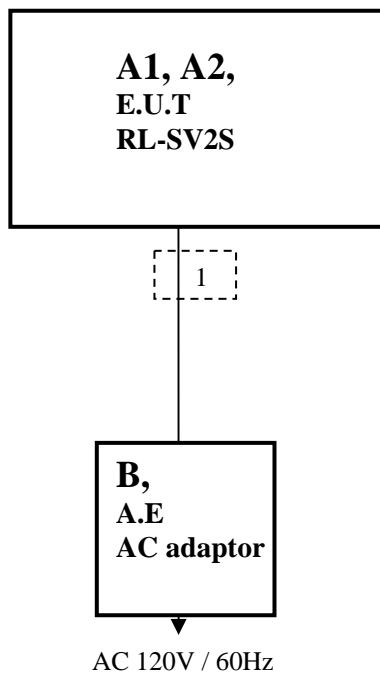 A1, A2,
E.U.T
RL-SV2S
1
B,
A.E
AC adaptor
AC 120V / 60Hz